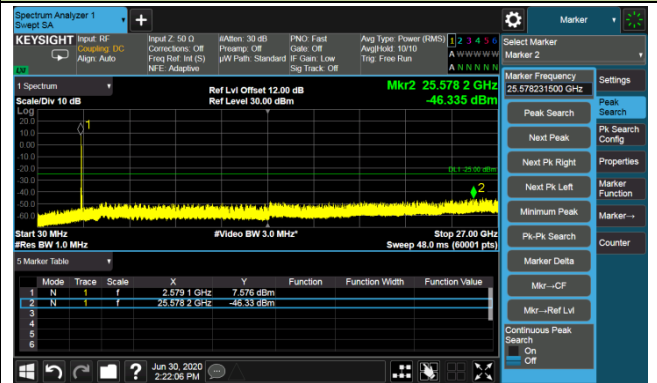 Spectrum Analyzer 1
Swept SA
Marker
KEYSIGHT
Input: RF
Coupling: DC
Align: Auto
Input Z: 50 Ω
Corrections: Off
Freq Ref: Int (S)
NFE: Adaptive
#Atten: 30 dB
Preamp: Off
µW Path: Standard
PNO: Fast
Gate: Off
IF Gain: Low
Sig Track: Off
Avg Type: Power (RMS)
Avg|Hold: 10/10
Trig: Free Run
1 2 3 4 5 6
A W W W W W
A N N N N N
LXI
Select Marker
Marker 2
1 Spectrum
Scale/Div 10 dB
Ref Lvl Offset 12.00 dB
Ref Level 30.00 dBm
Mkr2 25.578 2 GHz
-46.335 dBm
Log
20.0
10.0
0.00
-10.0
-20.0
-30.0
-40.0
-50.0
-60.0
1
2
DL1 -25.00 dBm
Start 30 MHz
#Res BW 1.0 MHz
#Video BW 3.0 MHz*
Stop 27.00 GHz
Sweep 48.0 ms (60001 pts)
5 Marker Table
Mode Trace Scale X Y Function Function Width Function Value
1 N 1 f 2.579 1 GHz 7.576 dBm
2 N 1 f 25.578 2 GHz -46.33 dBm
3
4
5
6
Marker Frequency
25.578231500 GHz
Peak Search
Next Peak
Next Pk Right
Next Pk Left
Minimum Peak
Pk-Pk Search
Marker Delta
Mkr→CF
Mkr→Ref Lvl
Continuous Peak
Search
On
Off
Settings
Peak
Search
Pk Search
Config
Properties
Marker
Function
Marker→
Counter
?
Jun 30, 2020
2:22:06 PM